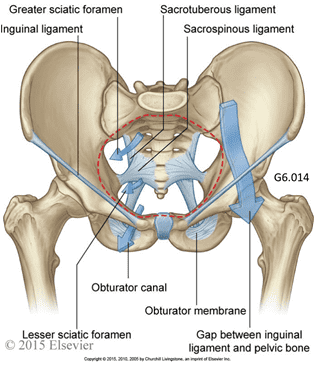 Greater sciatic foramen
Sacrotuberous ligament
Inguinal ligament
Sacrospinous ligament
G6.014
Obturator canal
Obturator membrane
Lesser sciatic foramen
Gap between inguinal
ligament and pelvic bone
© 2015 Elsevier
Copyright © 2015, 2010, 2005 by Churchill Livingstone, an imprint of Elsevier Inc.